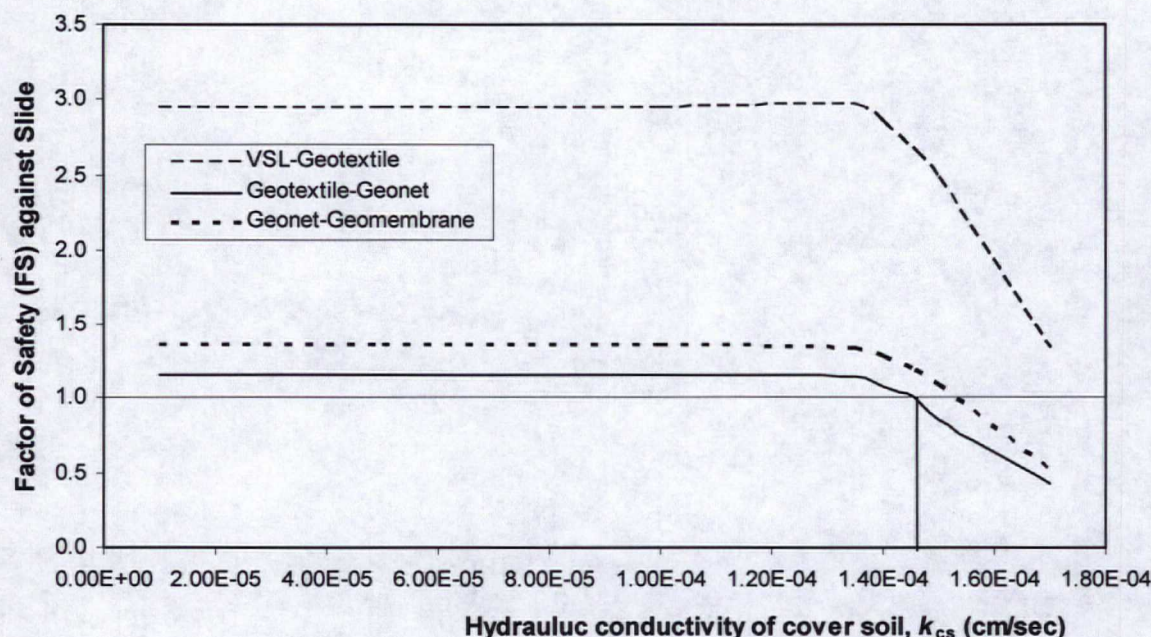 Factor of Safety (FS) against Slide
3.5
3.0
2.5
2.0
1.5
1.0
0.5
0.0
VSL-Geotextile
Geotextile-Geonet
Geonet-Geomembrane
0.00E+00 2.00E-05 4.00E-05 6.00E-05 8.00E-05 1.00E-04 1.20E-04 1.40E-04 1.60E-04 1.80E-04
Hydrauluc conductivity of cover soil, kcs (cm/sec)